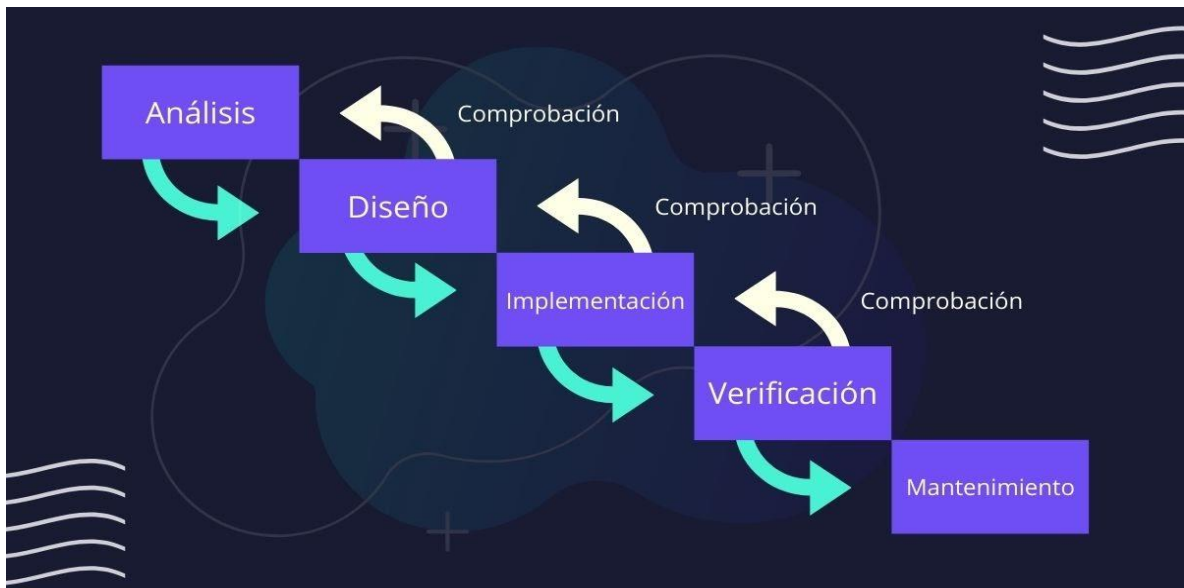 Análisis
Comprobación
Diseño
Comprobación
Implementación
Comprobación
Verificación
Mantenimiento